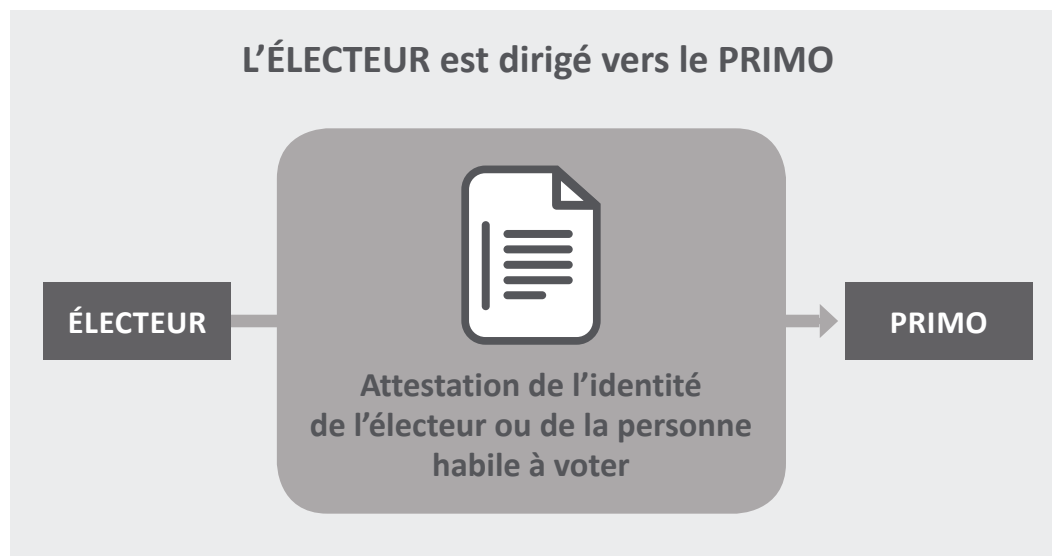 L’ÉLECTEUR est dirigé vers le PRIMO
ÉLECTEUR
Attestation de l’identité
de l’électeur ou de la personne
habile à voter
PRIMO